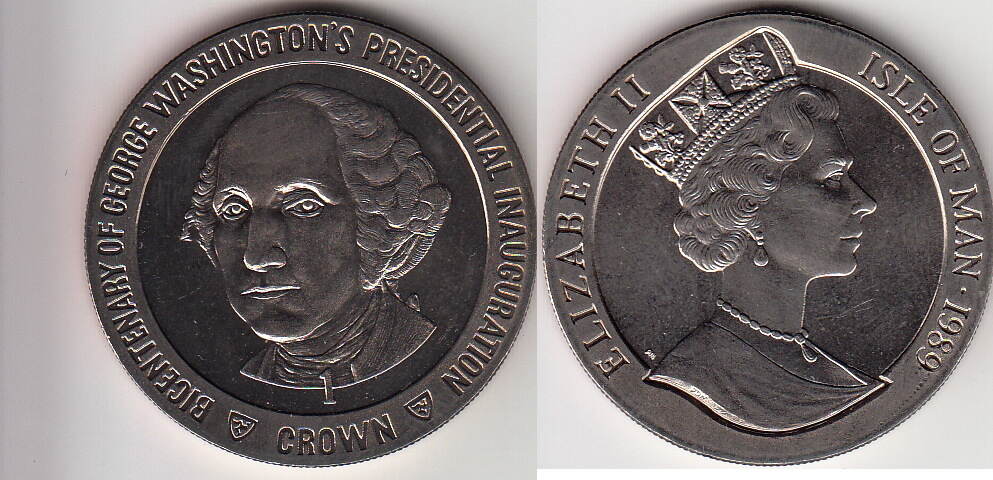 BICENTENARY OF GEORGE WASHINGTON'S PRESIDENTIAL INAUGURATION
1
CROWN
ELIZABETH II
ISLE OF MAN · 1989